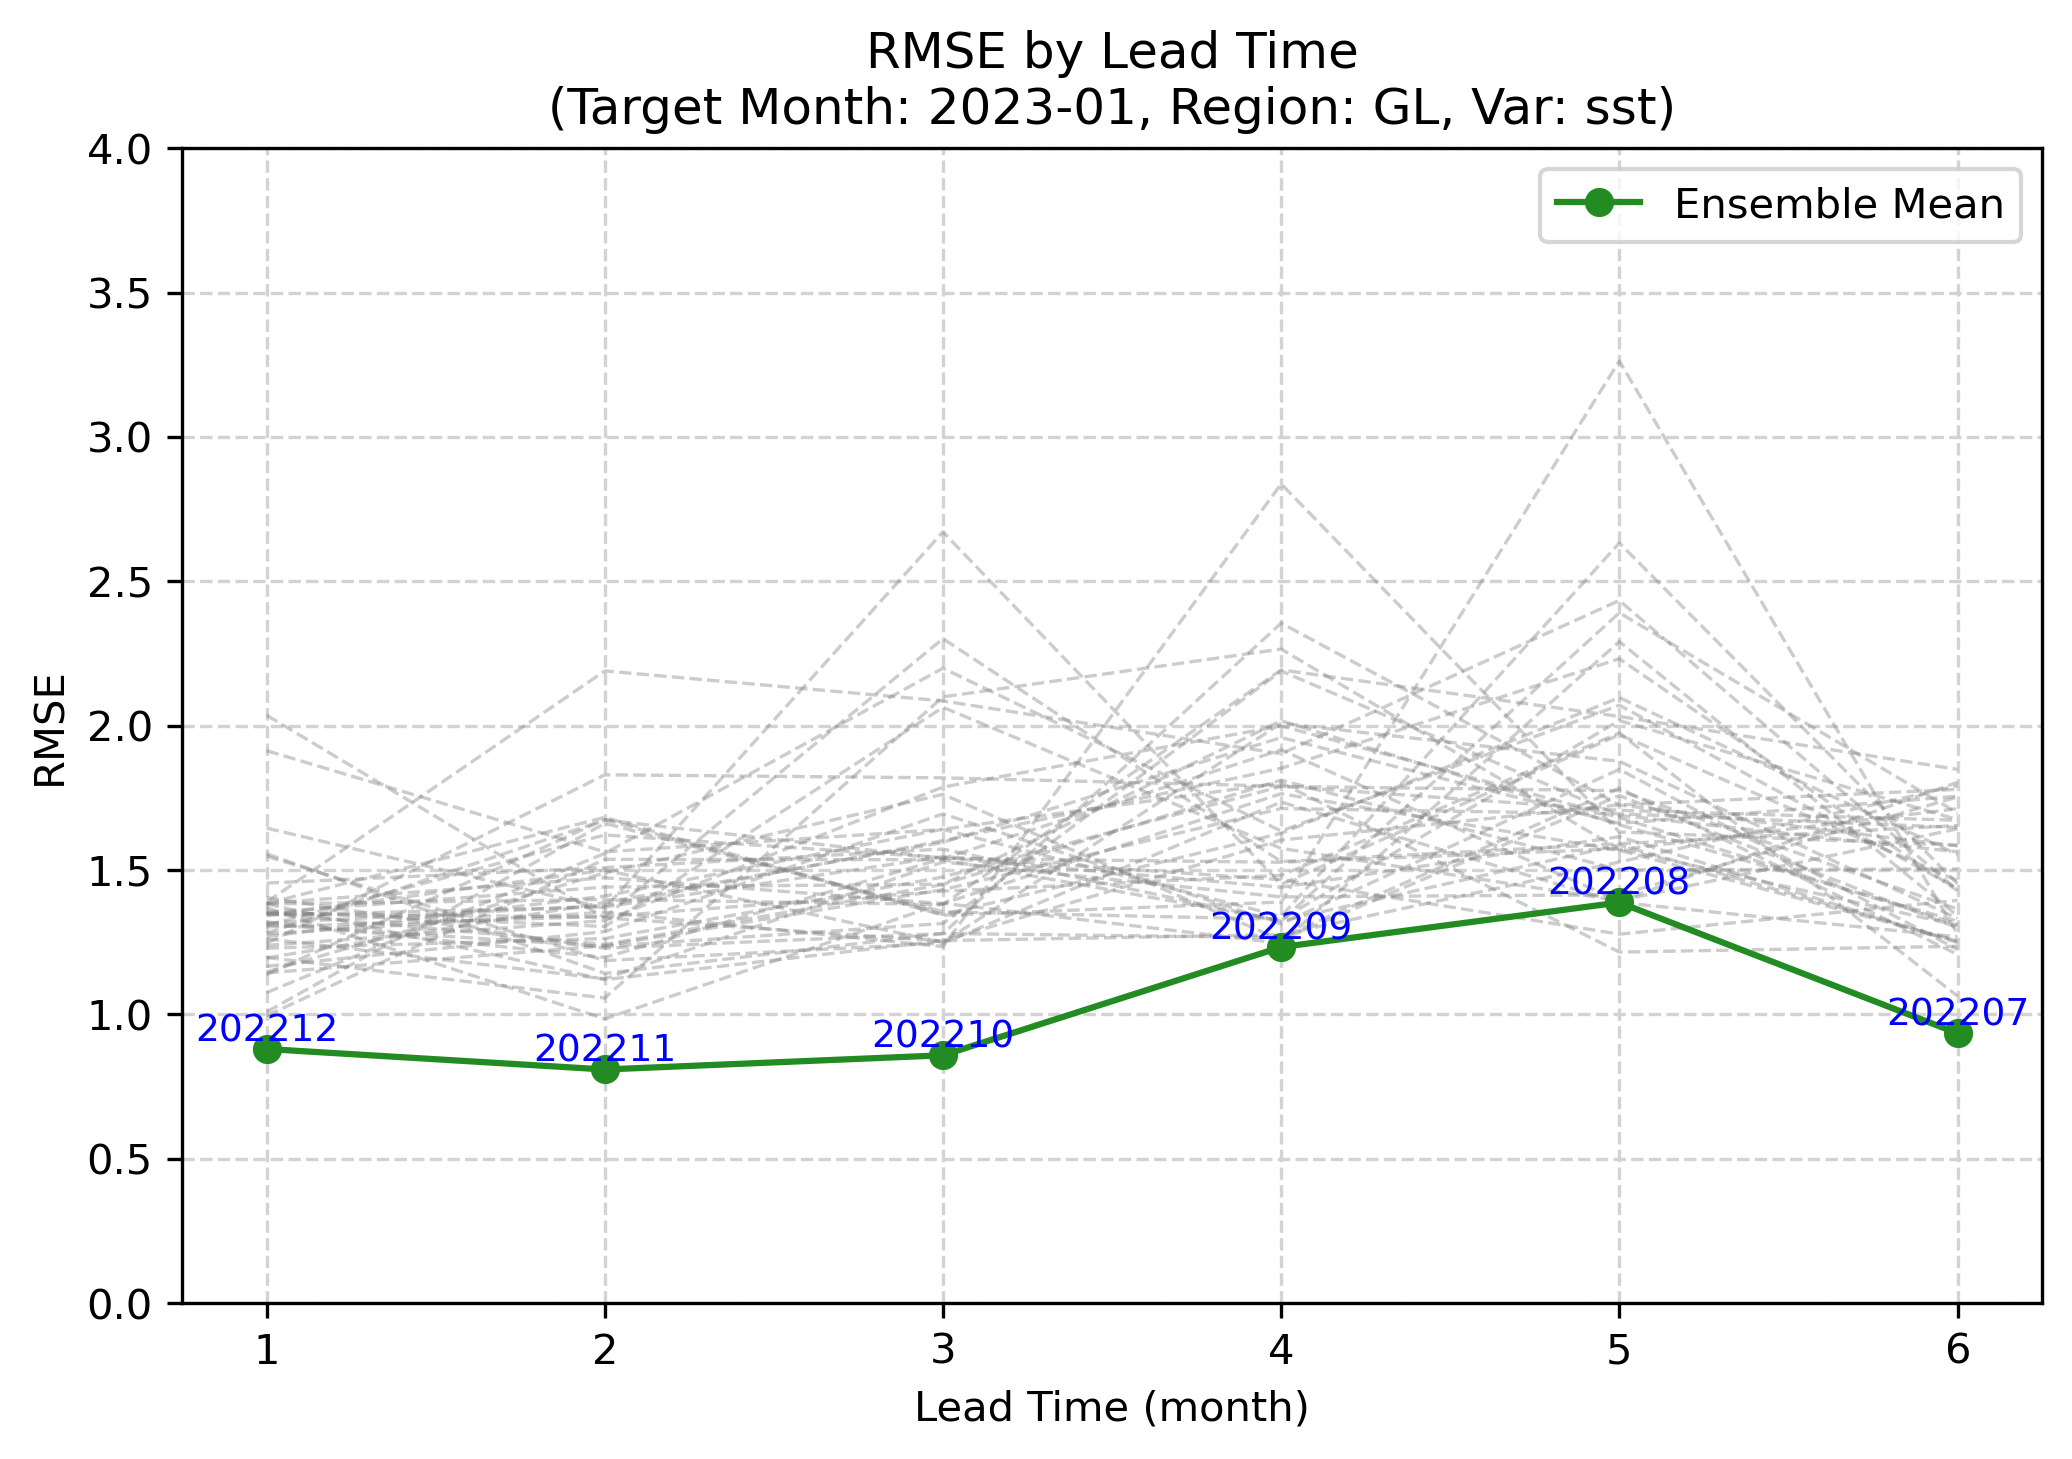 RMSE by Lead Time
(Target Month: 2023-01, Region: GL, Var: sst)
Ensemble Mean
RMSE
4.0
3.5
3.0
2.5
2.0
1.5
1.0
0.5
0.0
202212
202211
202210
202209
202208
202207
1 2 3 4 5 6
Lead Time (month)